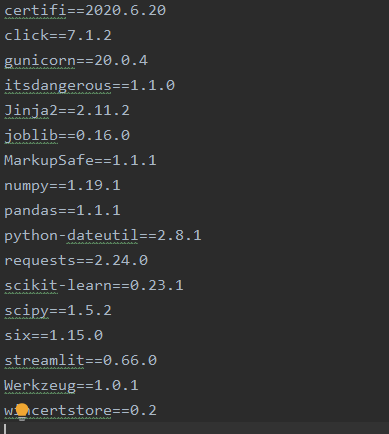 certifi==2020.6.20
click==7.1.2
gunicorn==20.0.4
itsdangerous==1.1.0
Jinja2==2.11.2
joblib==0.16.0
MarkupSafe==1.1.1
numpy==1.19.1
pandas==1.1.1
python-dateutil==2.8.1
requests==2.24.0
scikit-learn==0.23.1
scipy==1.5.2
six==1.15.0
streamlit==0.66.0
Werkzeug==1.0.1
wincertstore==0.2